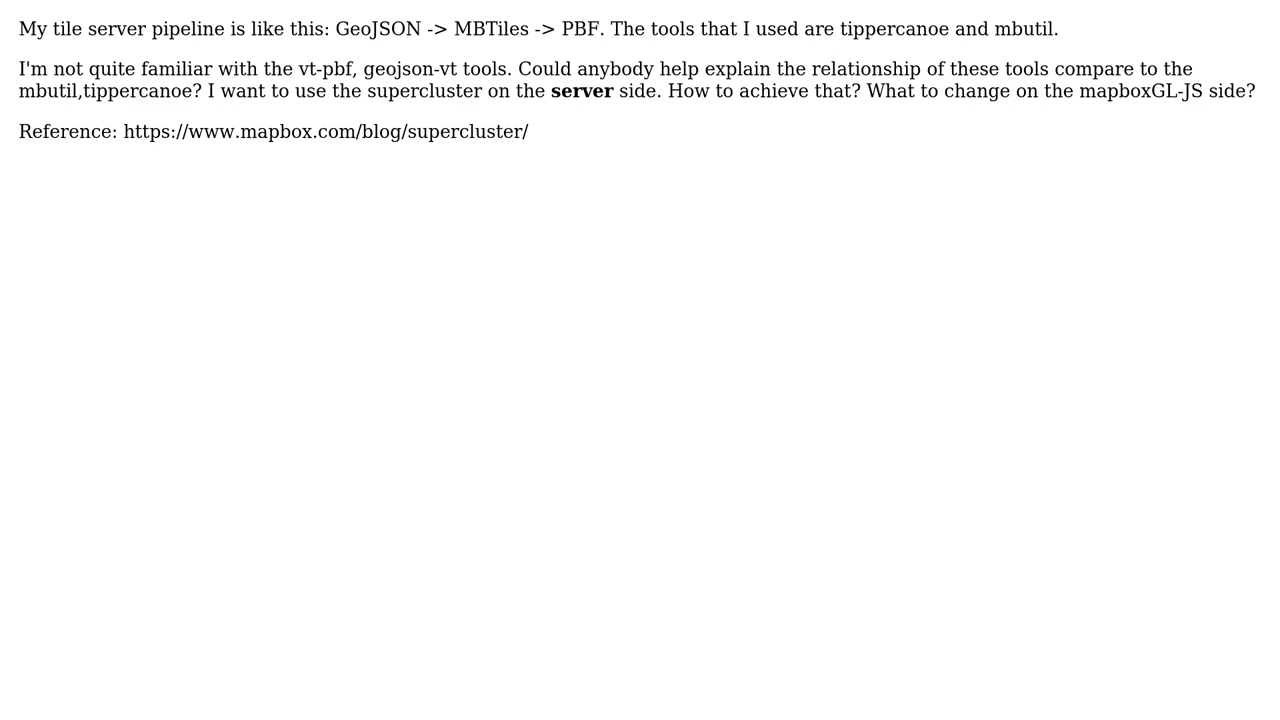 My tile server pipeline is like this: GeoJSON -> MBTiles -> PBF. The tools that I used are tippercanoe and mbutil.
I'm not quite familiar with the vt-pbf, geojson-vt tools. Could anybody help explain the relationship of these tools compare to the
mbutil,tippercanoe? I want to use the supercluster on the server side. How to achieve that? What to change on the mapboxGL-JS side?
Reference: https://www.mapbox.com/blog/supercluster/